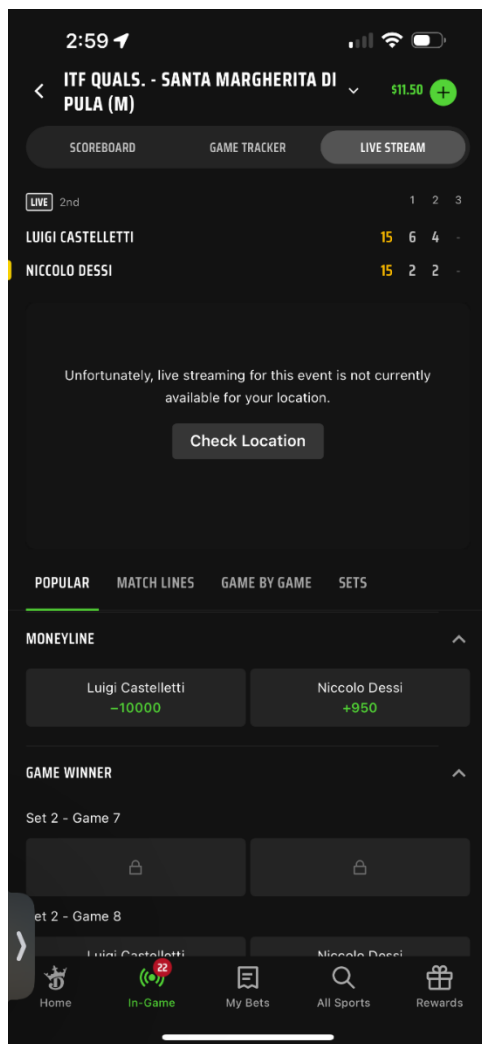 2:59
ITF QUALS. - SANTA MARGHERITA DI
PULA (M)
$11.50
SCOREBOARD GAME TRACKER LIVE STREAM
LIVE 2nd 1 2 3
LUIGI CASTELLETTI 15 6 4 -
NICCOLO DESSI 15 2 2 -
Unfortunately, live streaming for this event is not currently
available for your location.
Check Location
POPULAR MATCH LINES GAME BY GAME SETS
MONEYLINE
Luigi Castelletti Niccolo Dessi
-10000 +950
GAME WINNER
Set 2 - Game 7
et 2 - Game 8
Luigi Castelletti Niccolo Dessi
22
Home In-Game My Bets All Sports Rewards